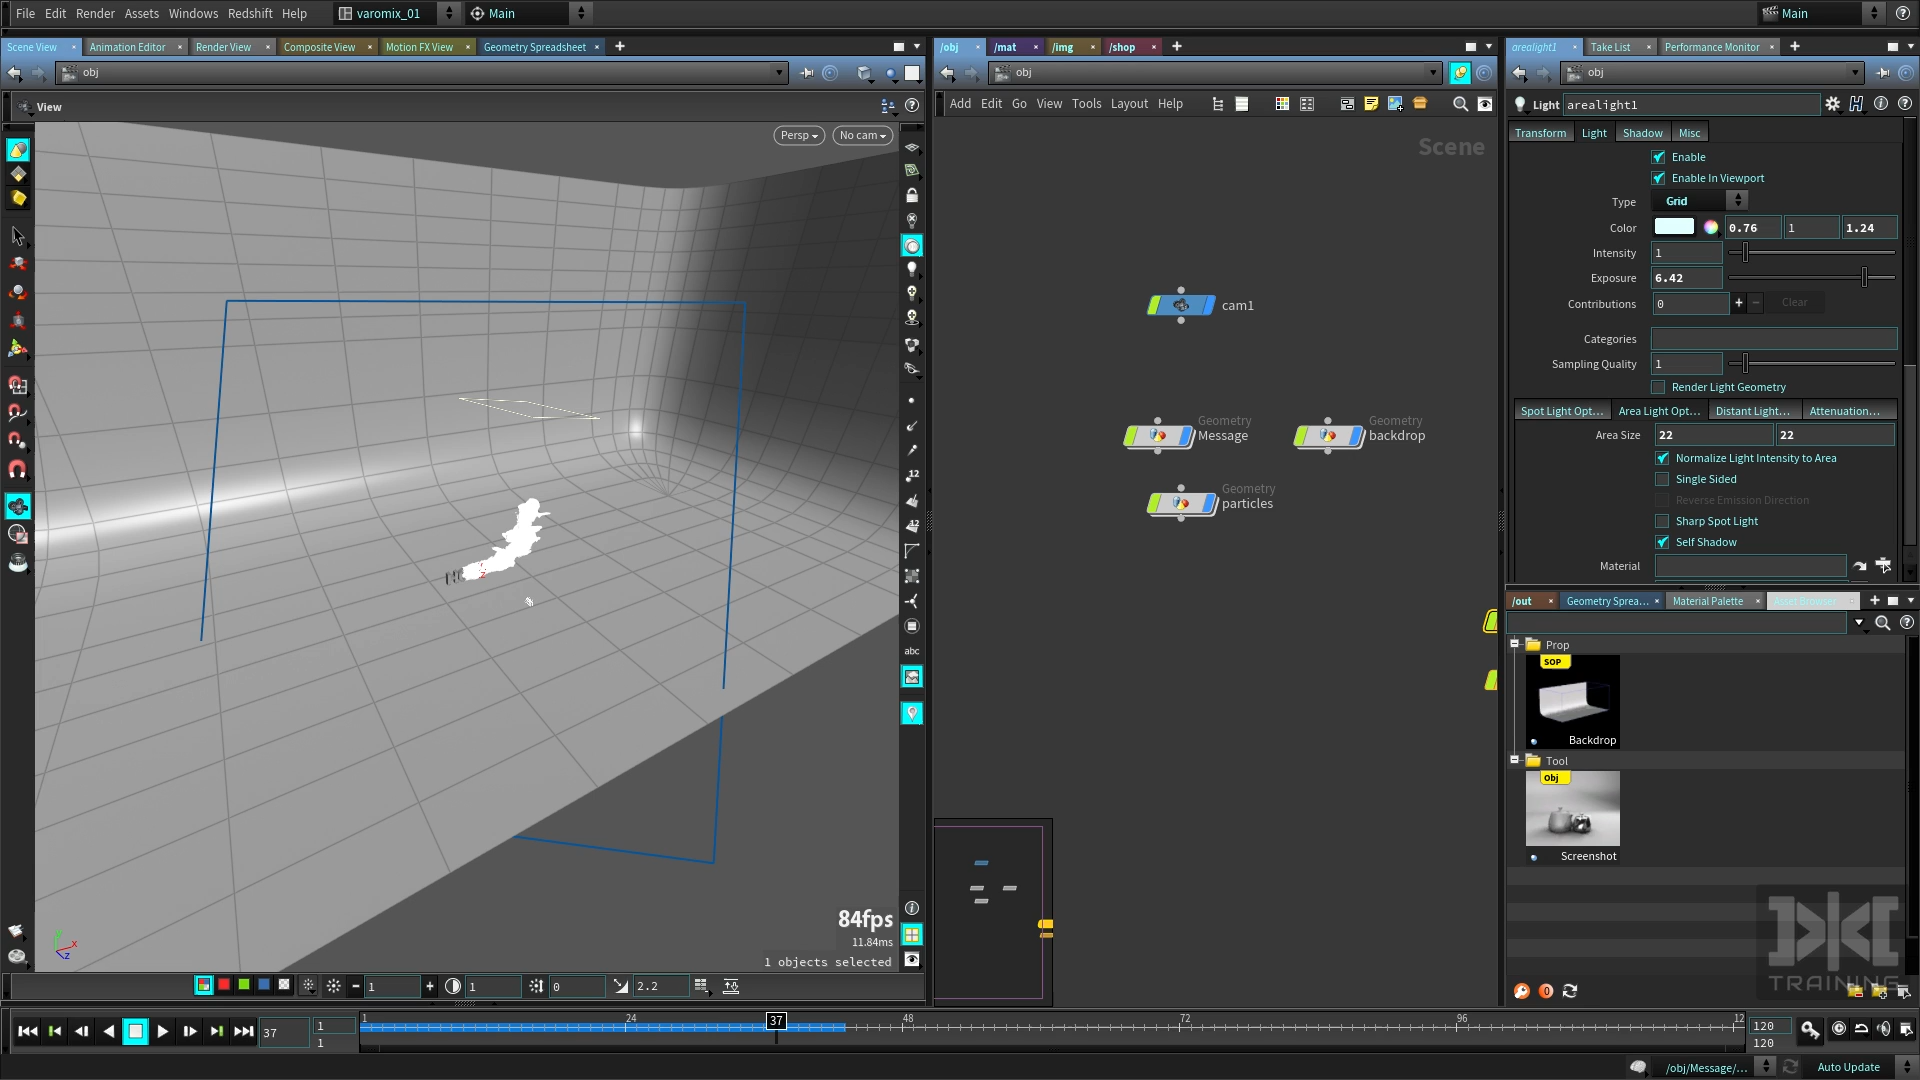 File Edit Render Assets Windows Redshift Help varomix_01 Main Main
Scene View Animation Editor Render View Composite View Motion FX View Geometry Spreadsheet
obj
View
Persp No cam
12
12
abc
84fps
11.84ms
1 objects selected
1 1 0 2.2
/obj /mat /img /shop
obj
Add Edit Go View Tools Layout Help
Scene
cam1
Geometry
Message
Geometry
backdrop
Geometry
particles
arealight1 Take List Performance Monitor
obj
Light arealight1
Transform Light Shadow Misc
Enable
Enable In Viewport
Type Grid
Color 0.76 1 1.24
Intensity 1
Exposure 6.42
Contributions 0 + − Clear
Categories
Sampling Quality 1
Render Light Geometry
Spot Light Opt... Area Light Opt... Distant Light... Attenuation...
Area Size 22 22
Normalize Light Intensity to Area
Single Sided
Reverse Emission Direction
Sharp Spot Light
Self Shadow
Material
/out Geometry Sprea... Material Palette Asset Browser
Prop
SOP
Backdrop
Tool
Obj
Screenshot
TRAINING
0
37 1 1 1 24 37 48 72 96 12 120 120
/obj/Message/... Auto Update